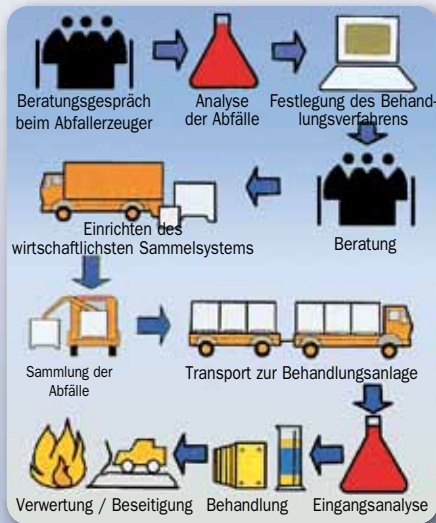 Beratungsgespräch
beim Abfallerzeuger
Analyse
der Abfälle
Festlegung des Behand-
lungsverfahrens
Beratung
Einrichten des
wirtschaftlichsten Sammelsystems
Sammlung der
Abfälle
Transport zur Behandlungsanlage
Eingangsanalyse
Behandlung
Verwertung / Beseitigung